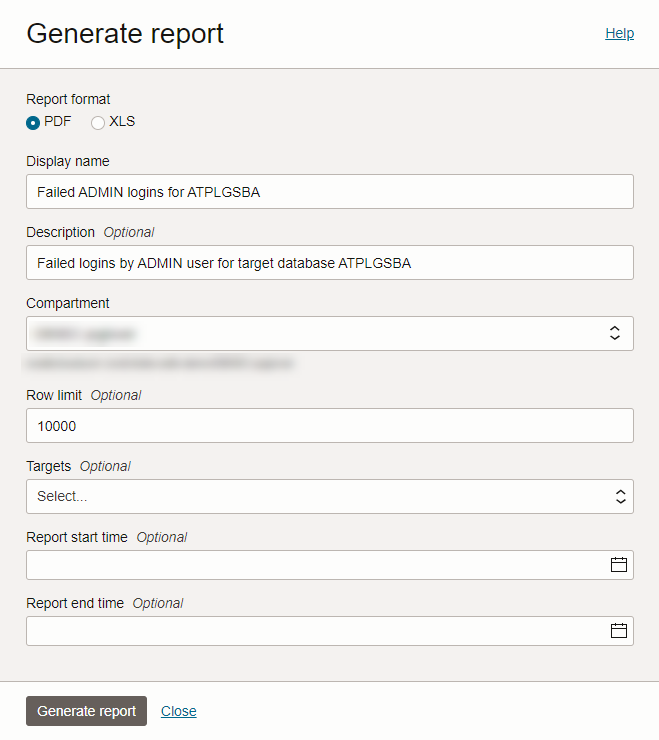 Generate report
Help
Report format
PDF XLS
Display name
Failed ADMIN logins for ATPLGSBA
Description Optional
Failed logins by ADMIN user for target database ATPLGSBA
Compartment
Row limit Optional
10000
Targets Optional
Select...
Report start time Optional
Report end time Optional
Generate report Close